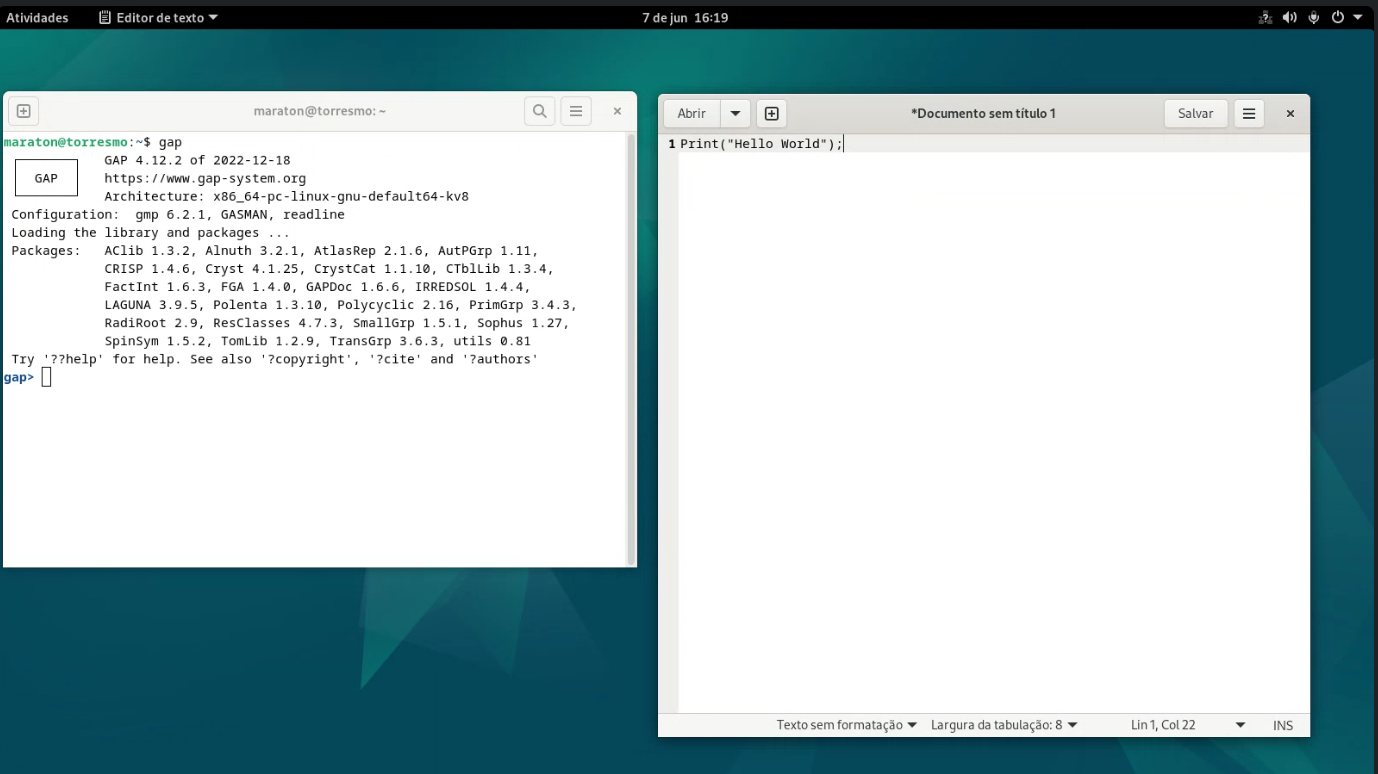 Atividades Editor de texto 7 de jun 16:19
maraton@torresmo: ~
maraton@torresmo:~$ gap
GAP 4.12.2 of 2022-12-18
GAP https://www.gap-system.org
Architecture: x86_64-pc-linux-gnu-default64-kv8
Configuration: gmp 6.2.1, GASMAN, readline
Loading the library and packages ...
Packages: AClib 1.3.2, Alnuth 3.2.1, AtlasRep 2.1.6, AutPGrp 1.11,
CRISP 1.4.6, Cryst 4.1.25, CrystCat 1.1.10, CTblLib 1.3.4,
FactInt 1.6.3, FGA 1.4.0, GAPDoc 1.6.6, IRREDSOL 1.4.4,
LAGUNA 3.9.5, Polenta 1.3.10, Polycyclic 2.16, PrimGrp 3.4.3,
RadiRoot 2.9, ResClasses 4.7.3, SmallGrp 1.5.1, Sophus 1.27,
SpinSym 1.5.2, TomLib 1.2.9, TransGrp 3.6.3, utils 0.81
Try '??help' for help. See also '?copyright', '?cite' and '?authors'
gap>
Abrir *Documento sem título 1 Salvar
1 Print("Hello World");
Texto sem formatação Largura da tabulação: 8 Lin 1, Col 22 INS